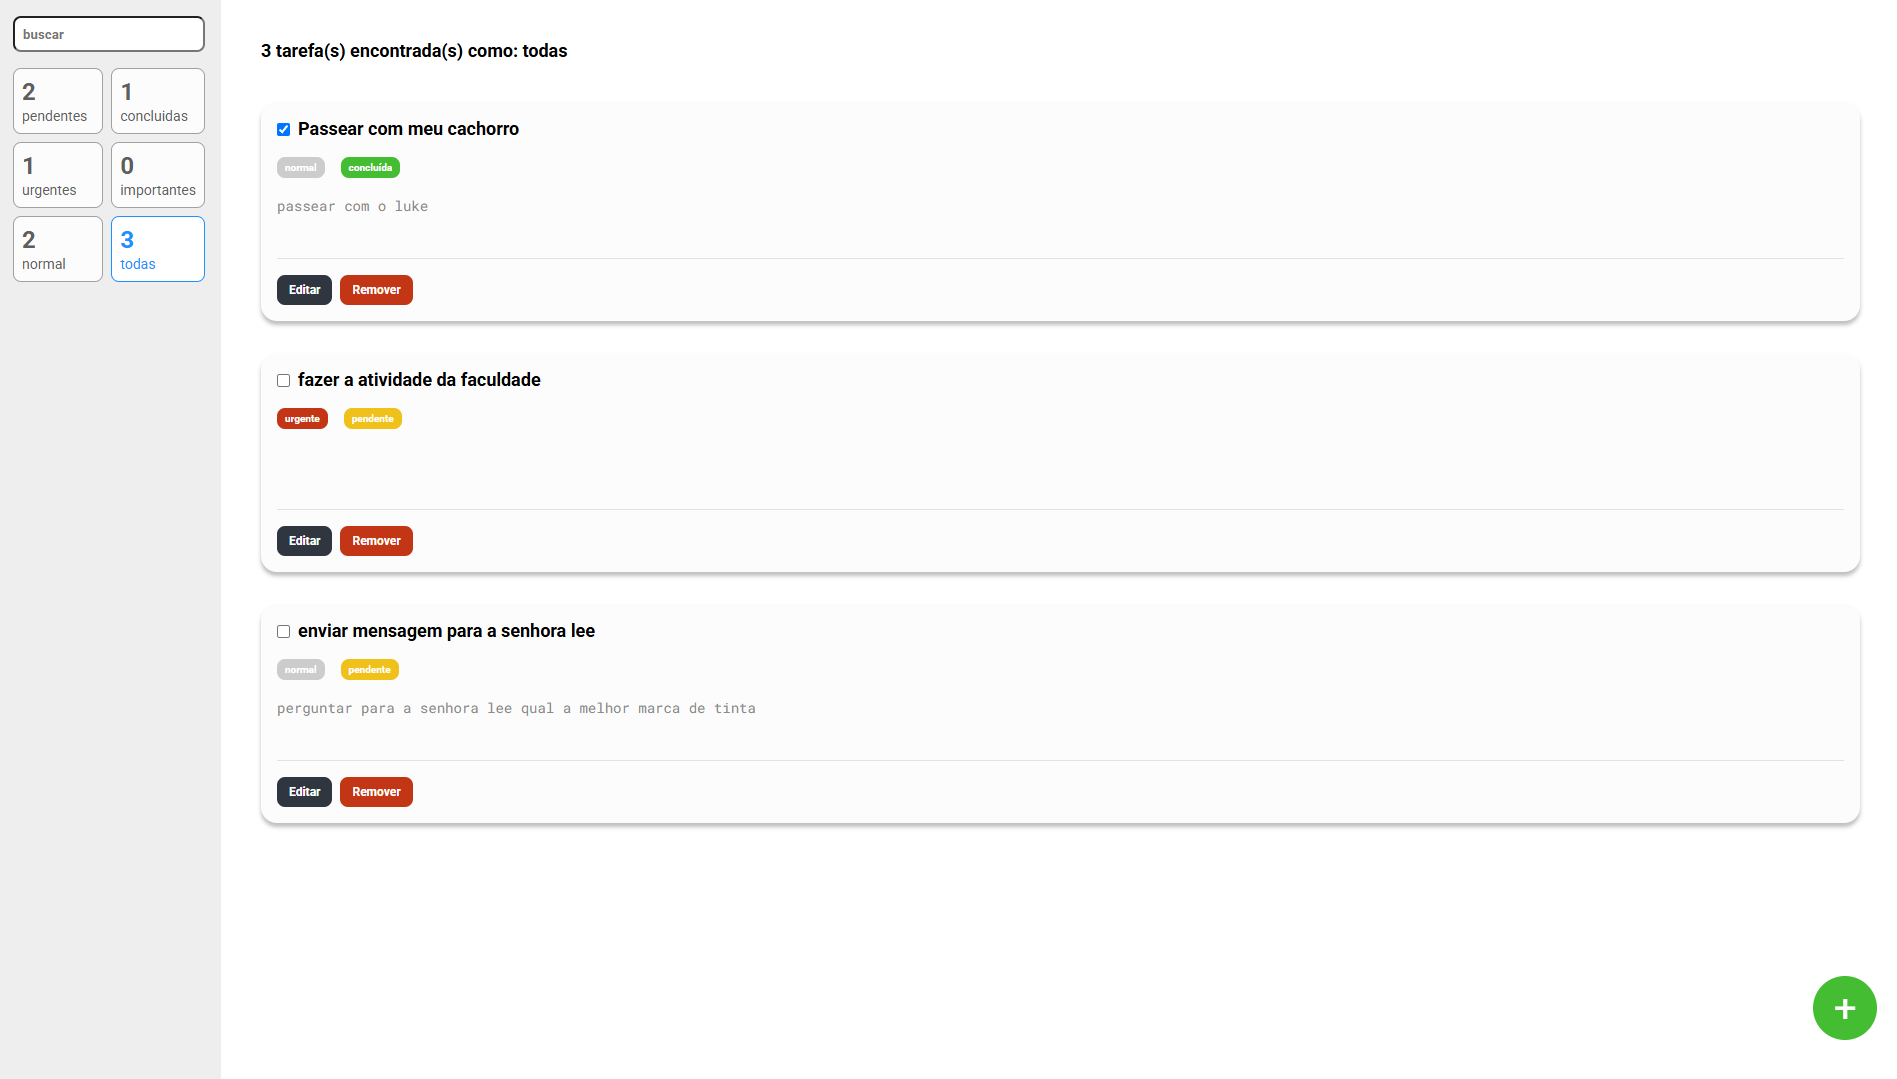 buscar
2
pendentes
1
concluidas
1
urgentes
0
importantes
2
normal
3
todas
3 tarefa(s) encontrada(s) como: todas
Passear com meu cachorro
normal concluída
passear com o luke
Editar Remover
fazer a atividade da faculdade
urgente pendente
Editar Remover
enviar mensagem para a senhora lee
normal pendente
perguntar para a senhora lee qual a melhor marca de tinta
Editar Remover
+